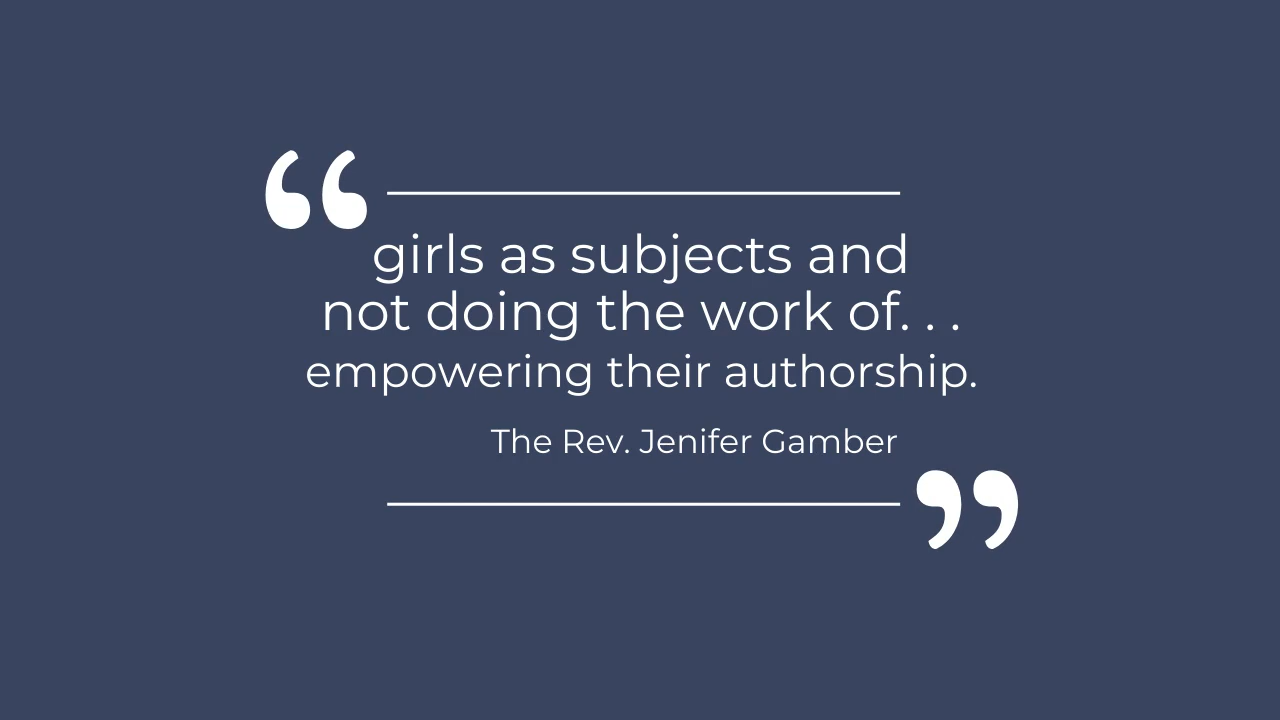 “
girls as subjects and
not doing the work of. . .
empowering their authorship.
The Rev. Jenifer Gamber
”